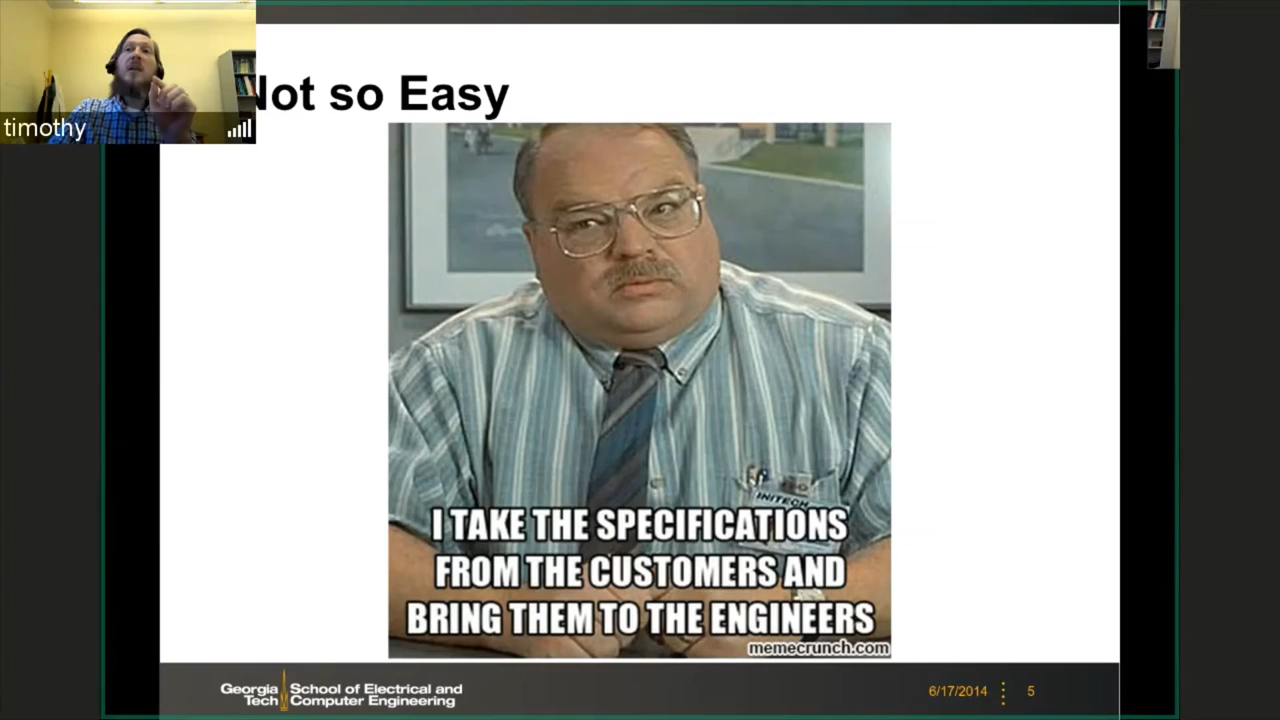 timothy
Not so Easy
INITECH
I TAKE THE SPECIFICATIONS
FROM THE CUSTOMERS AND
BRING THEM TO THE ENGINEERS
memecrunch.com
Georgia Tech
School of Electrical and
Computer Engineering
6/17/2014
5